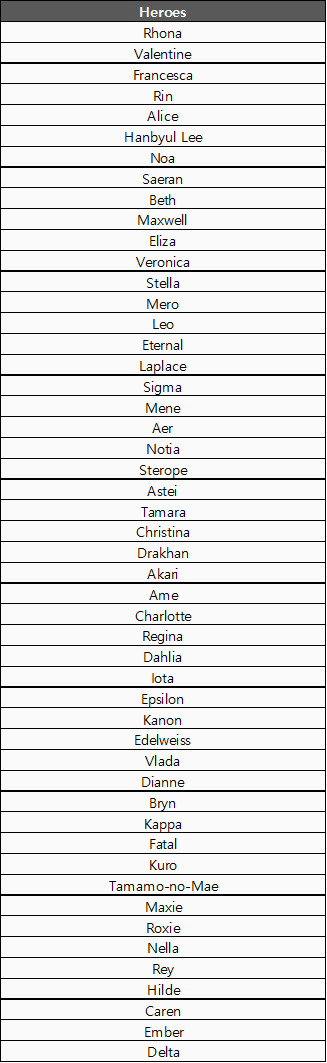 Heroes
Rhona
Valentine
Francesca
Rin
Alice
Hanbyul Lee
Noa
Saeran
Beth
Maxwell
Eliza
Veronica
Stella
Mero
Leo
Eternal
Laplace
Sigma
Mene
Aer
Notia
Sterope
Astei
Tamara
Christina
Drakhan
Akari
Ame
Charlotte
Regina
Dahlia
Iota
Epsilon
Kanon
Edelweiss
Vlada
Dianne
Bryn
Kappa
Fatal
Kuro
Tamamo-no-Mae
Maxie
Roxie
Nella
Rey
Hilde
Caren
Ember
Delta